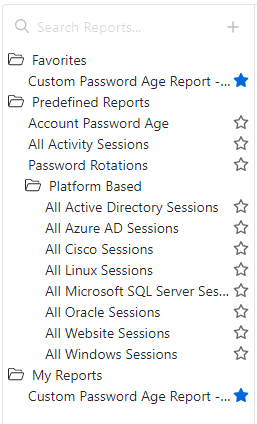 Search Reports...
Favorites
Custom Password Age Report -...
Predefined Reports
Account Password Age
All Activity Sessions
Password Rotations
Platform Based
All Active Directory Sessions
All Azure AD Sessions
All Cisco Sessions
All Linux Sessions
All Microsoft SQL Server Ses...
All Oracle Sessions
All Website Sessions
All Windows Sessions
My Reports
Custom Password Age Report -...